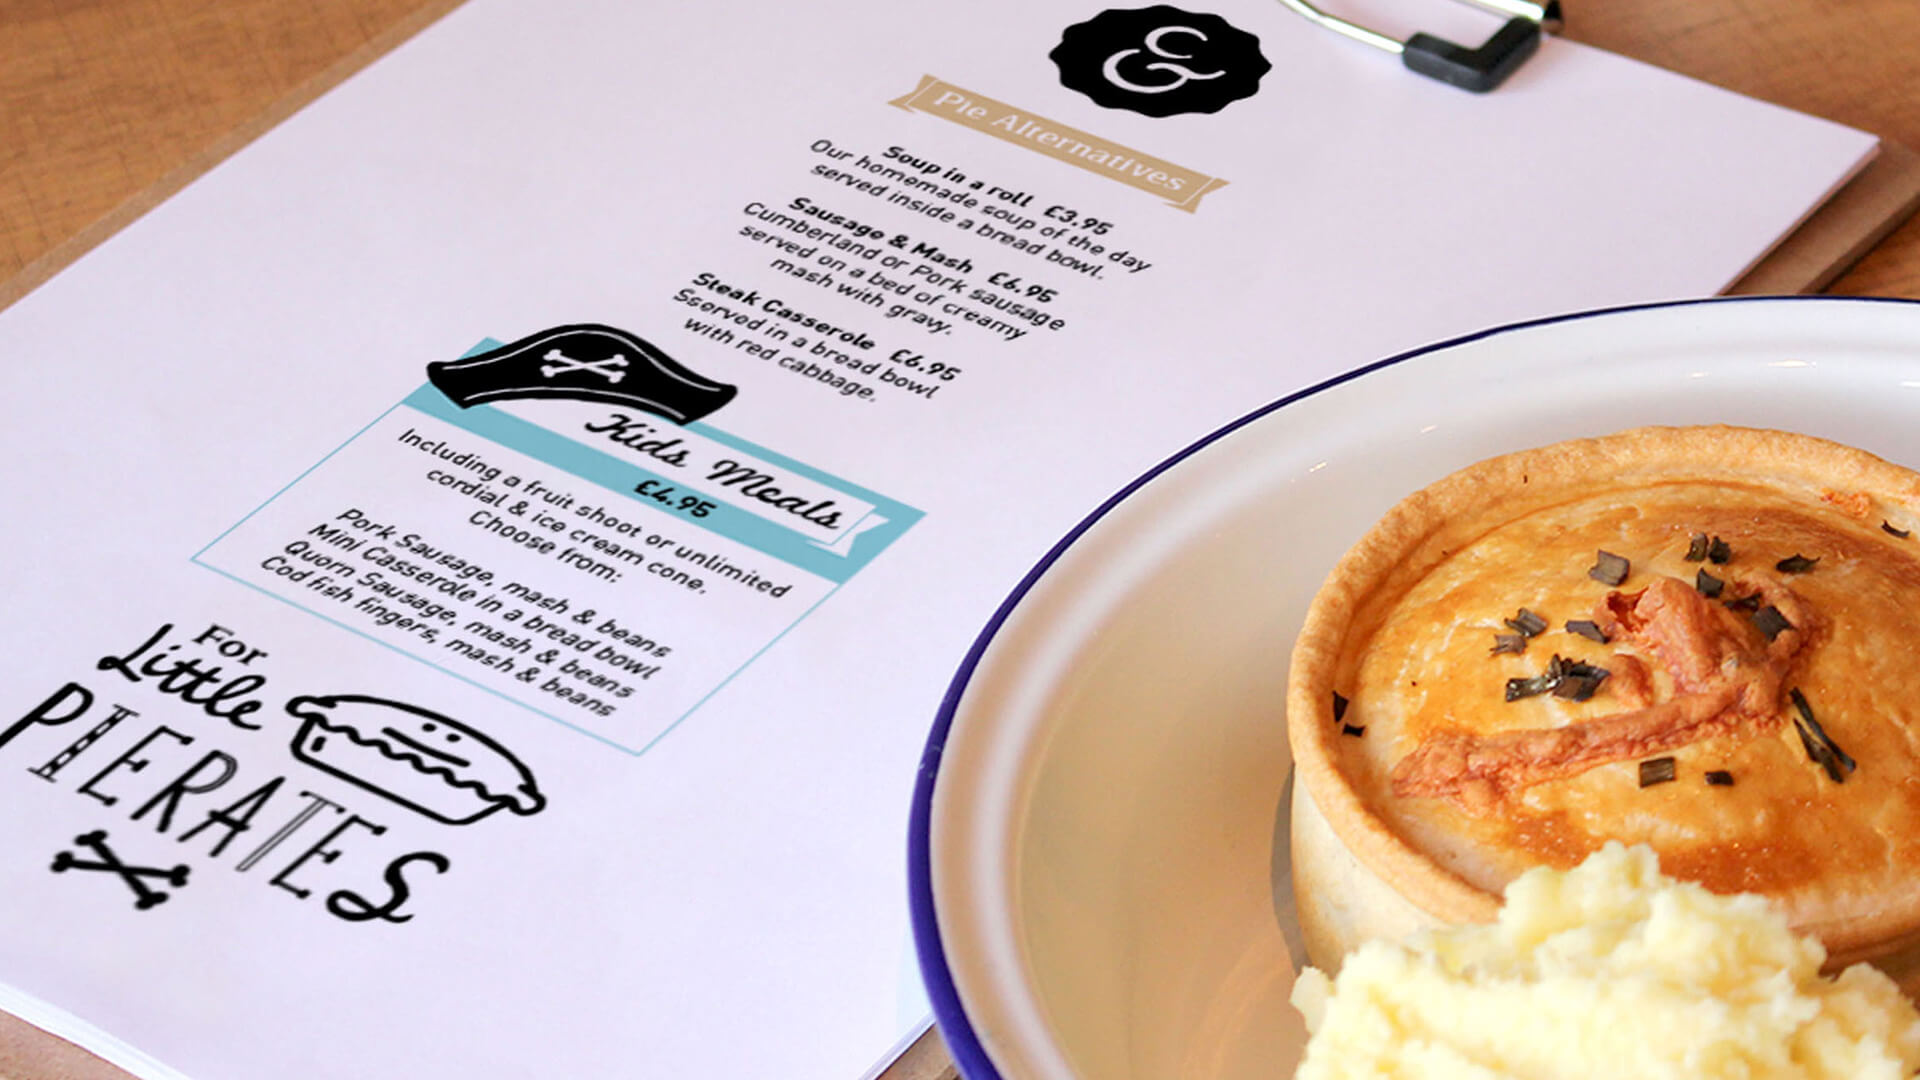 &
Pie Alternatives
Soup in a roll £3.95
Our homemade soup of the day
served inside a bread bowl.
Sausage & Mash £6.95
Cumberland or Pork sausage
served on a bed of creamy
mash with gravy.
Steak Casserole £6.95
Sserved in a bread bowl
with red cabbage.
Kids Meals
£4.95
Including a fruit shoot or unlimited
cordial & ice cream cone.
Choose from:
Pork Sausage, mash & beans
Mini Casserole in a bread bowl
Quorn Sausage, mash & beans
Cod fish fingers, mash & beans
For
Little
PIERATES